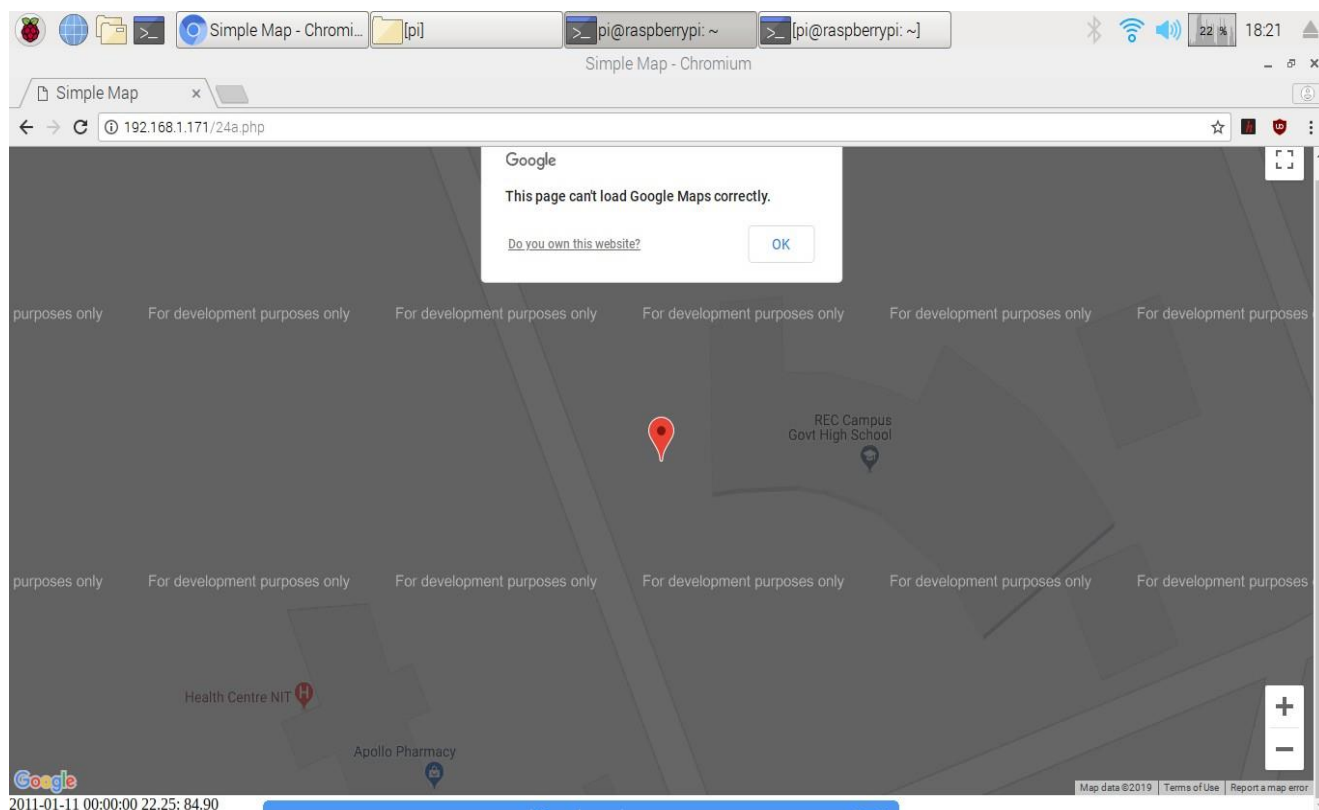 Simple Map - Chromi... [pi] pi@raspberrypi: ~ [pi@raspberrypi: ~] 22 % 18:21
Simple Map - Chromium
Simple Map
192.168.1.171/24a.php
Google
This page can't load Google Maps correctly.
Do you own this website? OK
purposes only For development purposes only For development purposes only For development purposes only For development purposes only For development purposes
REC Campus
Govt High School
purposes only For development purposes only For development purposes only For development purposes only For development purposes only For development purposes
Health Centre NIT H
Apollo Pharmacy
Google Map data ©2019 Terms of Use Report a map error
2011-01-11 00:00:00 22.25: 84.90